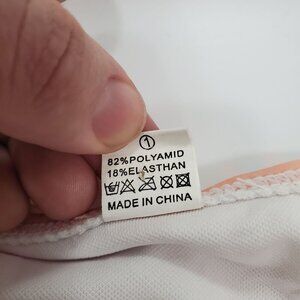 1
82%POLYAMID
18%ELASTHAN
MADE IN CHINA